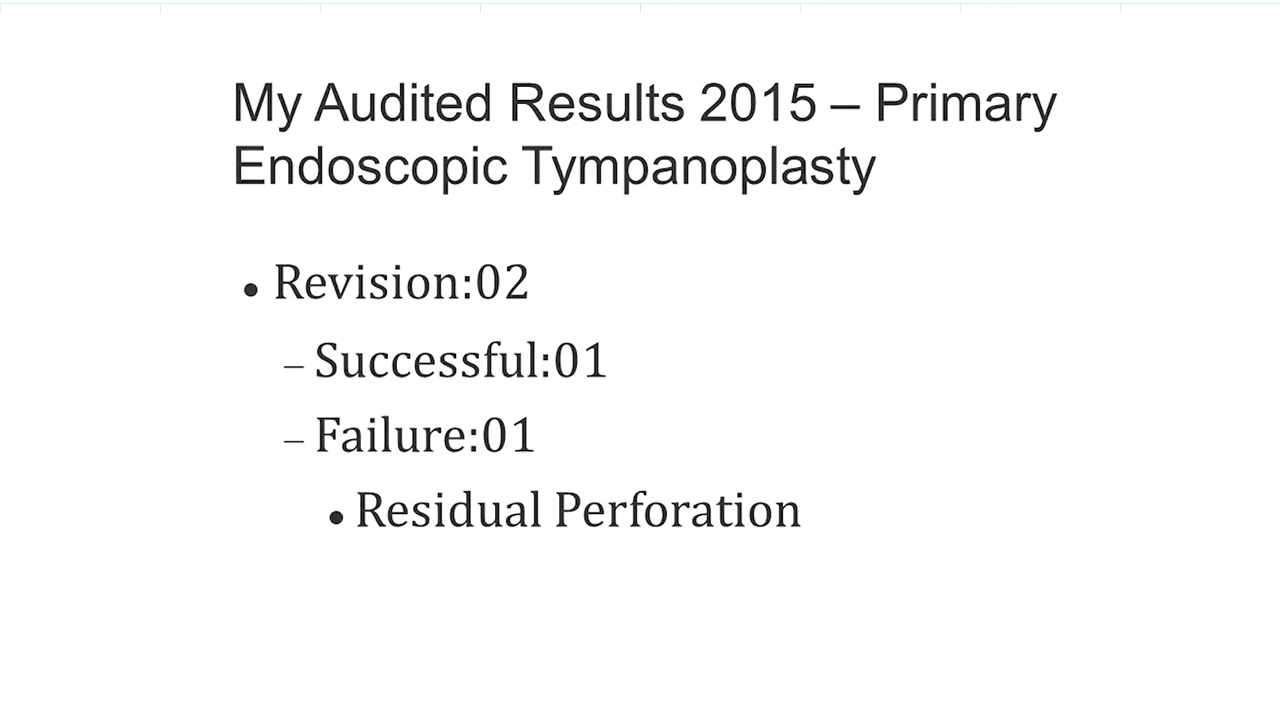 My Audited Results 2015 – Primary
Endoscopic Tympanoplasty
• Revision:02
– Successful:01
– Failure:01
• Residual Perforation